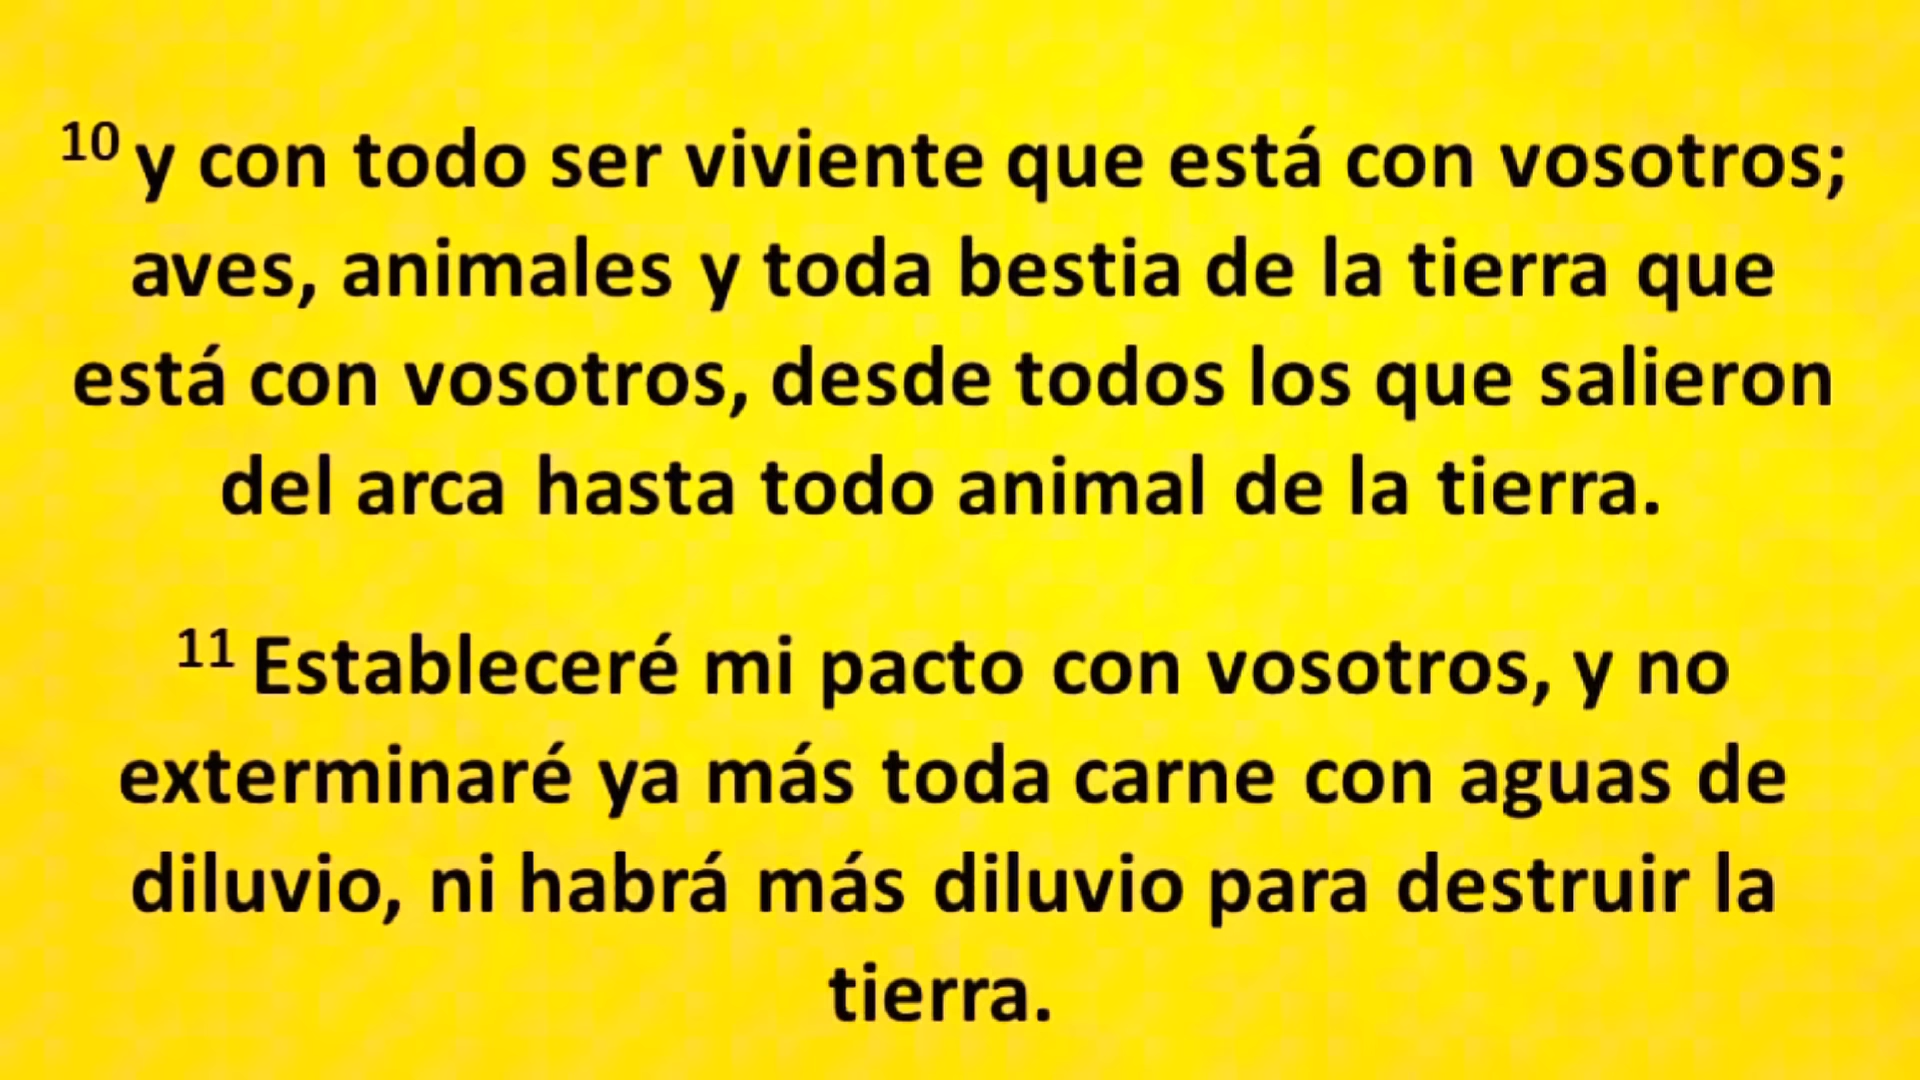 10 y con todo ser viviente que está con vosotros;
aves, animales y toda bestia de la tierra que
está con vosotros, desde todos los que salieron
del arca hasta todo animal de la tierra.
11 Estableceré mi pacto con vosotros, y no
exterminaré ya más toda carne con aguas de
diluvio, ni habrá más diluvio para destruir la
tierra.